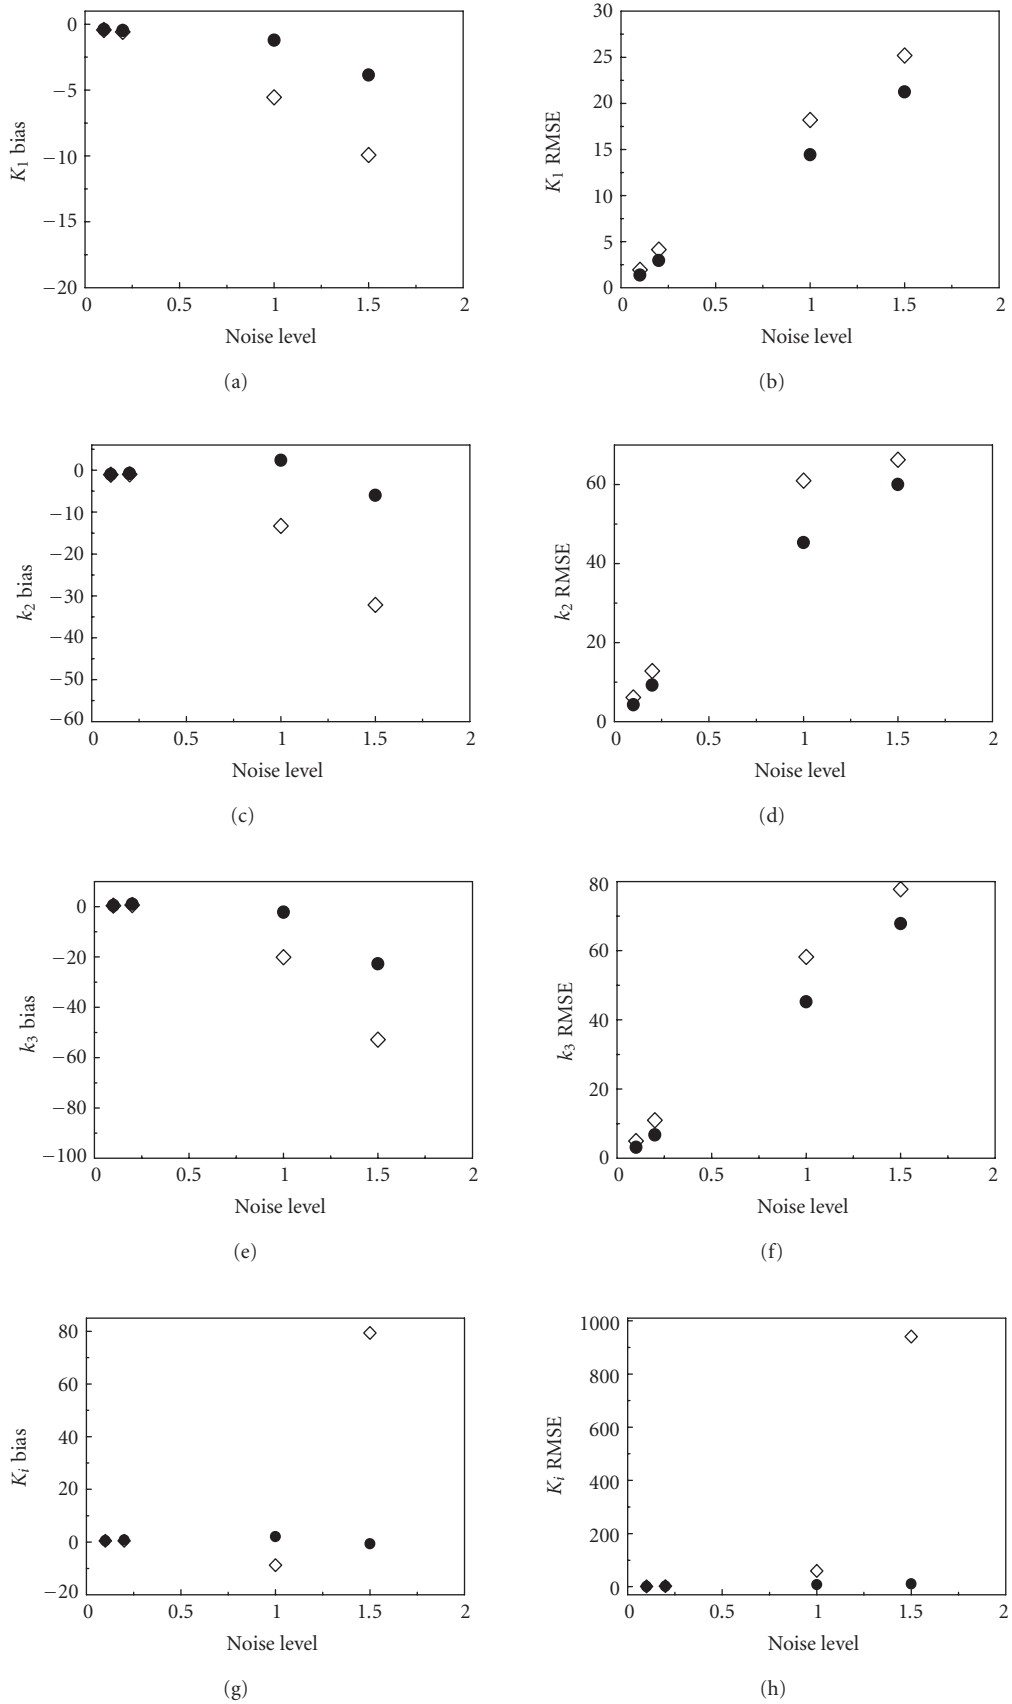 0
−5
−10
−15
−20
K1 bias
0 0.5 1 1.5 2
Noise level
(a)
30
25
20
15
10
5
0
K1 RMSE
0 0.5 1 1.5 2
Noise level
(b)
0
−10
−20
−30
−40
−50
−60
k2 bias
0 0.5 1 1.5 2
Noise level
(c)
60
40
20
0
k2 RMSE
0 0.5 1 1.5 2
Noise level
(d)
0
−20
−40
−60
−80
−100
k3 bias
0 0.5 1 1.5 2
Noise level
(e)
80
60
40
20
0
k3 RMSE
0 0.5 1 1.5 2
Noise level
(f)
80
60
40
20
0
−20
Ki bias
0 0.5 1 1.5 2
Noise level
(g)
1000
800
600
400
200
0
Ki RMSE
0 0.5 1 1.5 2
Noise level
(h)